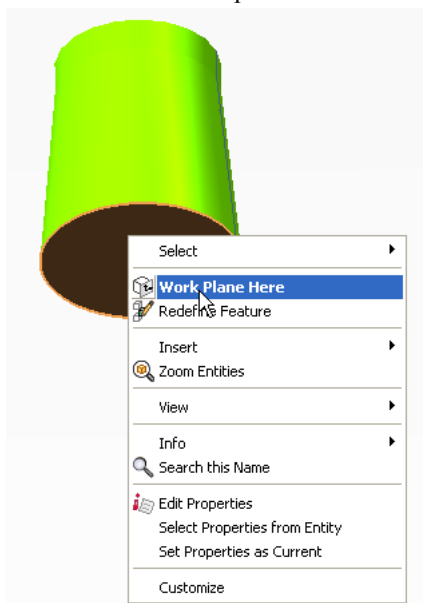 Select
Work Plane Here
Redefine Feature
Insert
Zoom Entities
View
Info
Search this Name
Edit Properties
Select Properties from Entity
Set Properties as Current
Customize